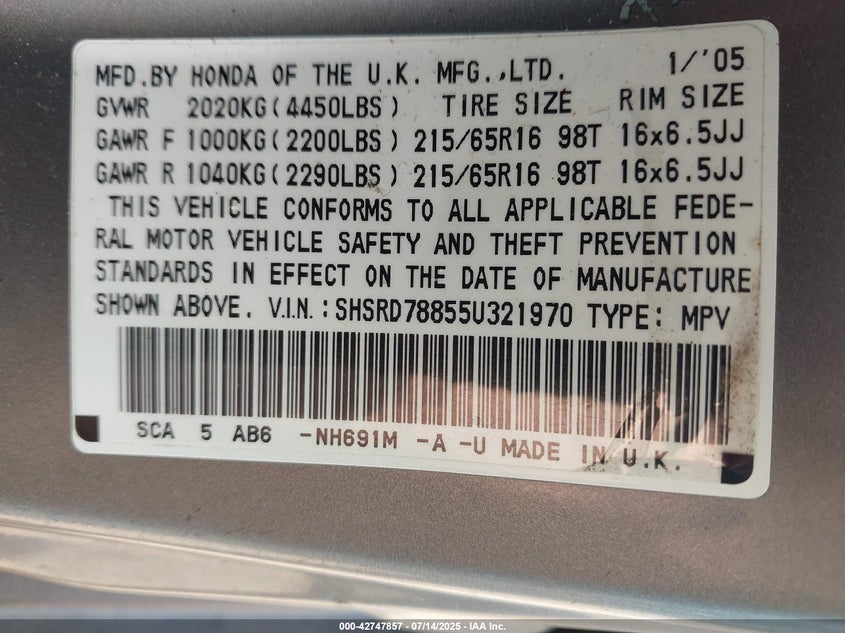 MFD.BY HONDA OF THE U.K. MFG.,LTD. 1/'05
GVWR 2020KG(4450LBS) TIRE SIZE RIM SIZE
GAWR F 1000KG(2200LBS) 215/65R16 98T 16x6.5JJ
GAWR R 1040KG(2290LBS) 215/65R16 98T 16x6.5JJ
THIS VEHICLE CONFORMS TO ALL APPLICABLE FEDE-
RAL MOTOR VEHICLE SAFETY AND THEFT PREVENTION
STANDARDS IN EFFECT ON THE DATE OF MANUFACTURE
SHOWN ABOVE. V.I.N.:SHSRD78855U321970 TYPE: MPV
SCA 5 AB6 -NH691M -A -U MADE IN U.K.
000-42747857 - 07/14/2025 - IAA Inc.